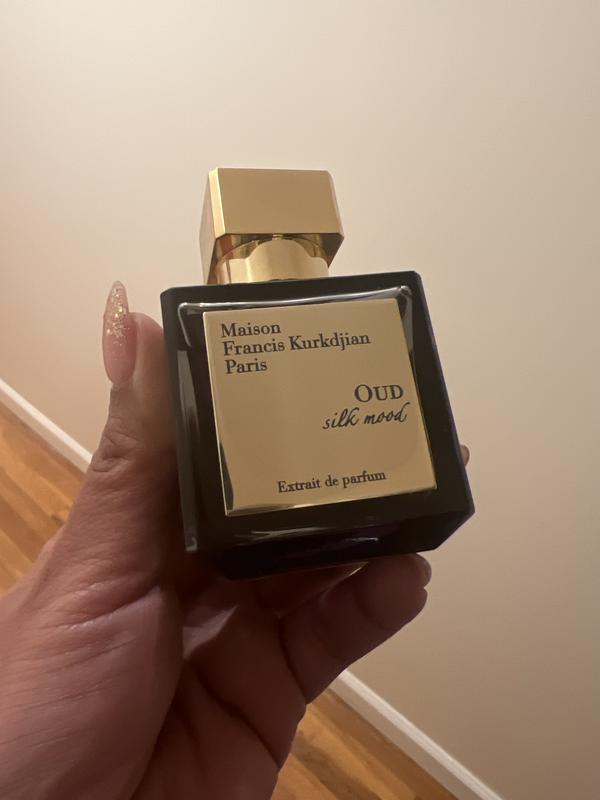 Maison
Francis Kurkdjian
Paris
OUD
silk mood
Extrait de parfum